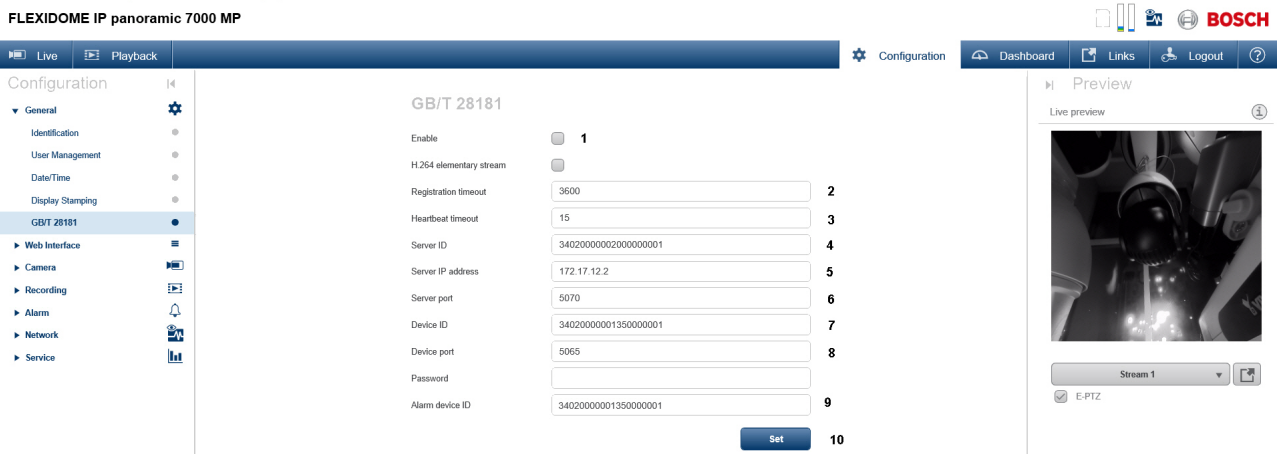 FLEXIDOME IP panoramic 7000 MP
BOSCH
Live
Playback
Configuration
Dashboard
Links
Logout
?
Configuration
General
Identification
User Management
Date/Time
Display Stamping
GB/T 28181
Web Interface
Camera
Recording
Alarm
Network
Service
GB/T 28181
Enable 1
H.264 elementary stream
Registration timeout 3600 2
Heartbeat timeout 15 3
Server ID 34020000002000000001 4
Server IP address 172.17.12.2 5
Server port 5070 6
Device ID 34020000001350000001 7
Device port 5065 8
Password
Alarm device ID 34020000001350000001 9
Set 10
Preview
Live preview
i
Stream 1
E-PTZ